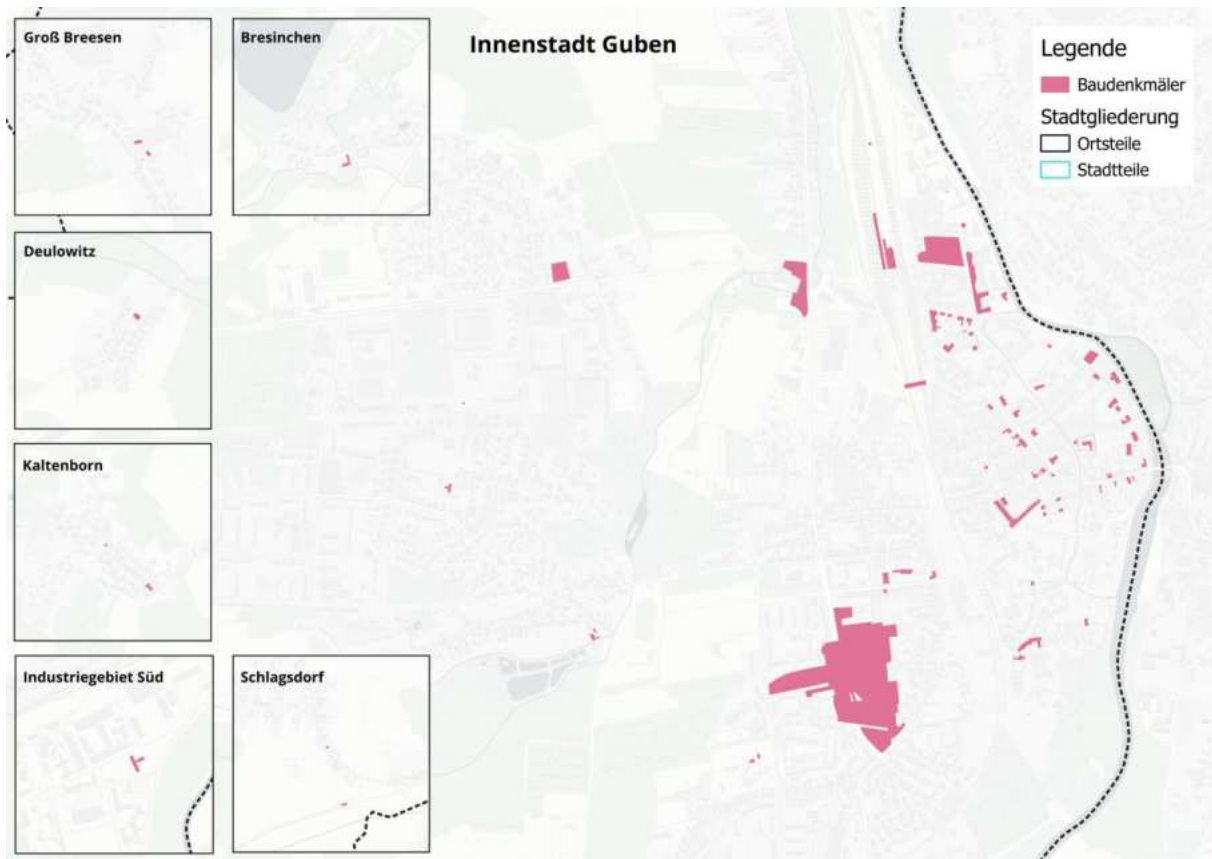 Groß Breesen
Bresinchen
Innenstadt Guben
Legende
Baudenkmäler
Stadtgliederung
Ortsteile
Stadtteile
Deulowitz
Kaltenborn
Industriegebiet Süd
Schlagsdorf